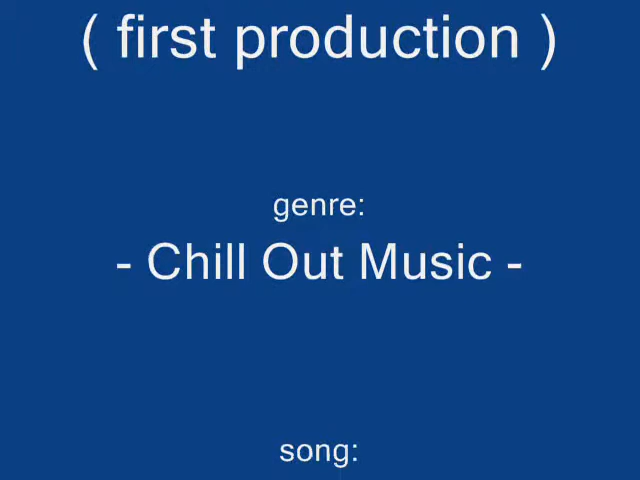 ( first production )
genre:
- Chill Out Music -
song: